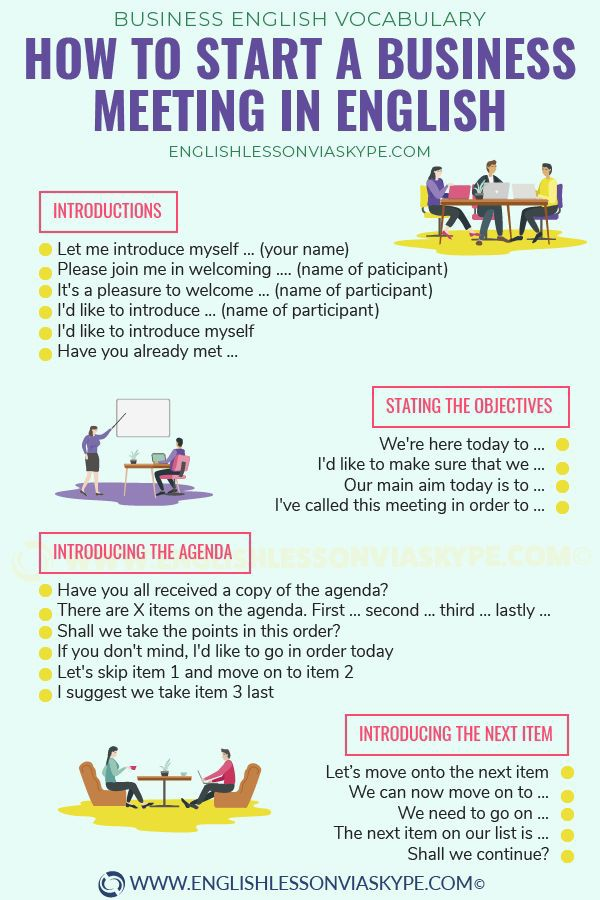 BUSINESS ENGLISH VOCABULARY
HOW TO START A BUSINESS
MEETING IN ENGLISH
ENGLISHLESSONVIASKYPE.COM
INTRODUCTIONS
Let me introduce myself ... (your name)
Please join me in welcoming .... (name of paticipant)
It's a pleasure to welcome ... (name of participant)
I'd like to introduce ... (name of participant)
I'd like to introduce myself
Have you already met ...
STATING THE OBJECTIVES
We're here today to ...
I'd like to make sure that we ...
Our main aim today is to ...
I've called this meeting in order to ...
WWW.ENGLISHLESSONVIASKYPE.COM©
INTRODUCING THE AGENDA
Have you all received a copy of the agenda?
There are X items on the agenda. First ... second ... third ... lastly ...
Shall we take the points in this order?
If you don't mind, I'd like to go in order today
Let's skip item 1 and move on to item 2
I suggest we take item 3 last
INTRODUCING THE NEXT ITEM
Let’s move onto the next item
We can now move on to ...
We need to go on ...
The next item on our list is ...
Shall we continue?
WWW.ENGLISHLESSONVIASKYPE.COM©